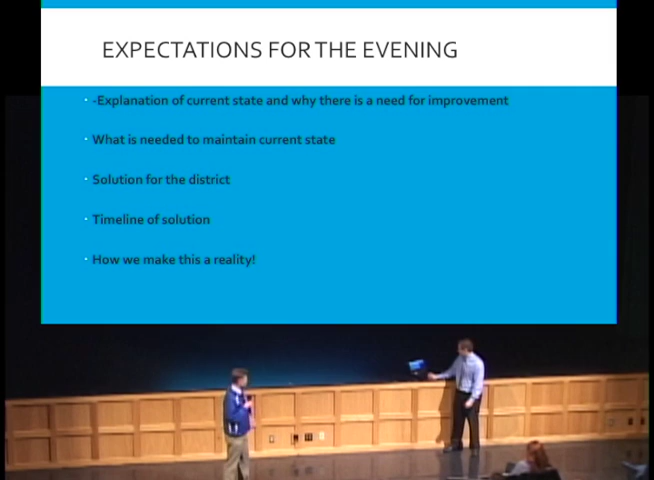 EXPECTATIONS FOR THE EVENING
· -Explanation of current state and why there is a need for improvement
· What is needed to maintain current state
· Solution for the district
· Timeline of solution
· How we make this a reality!